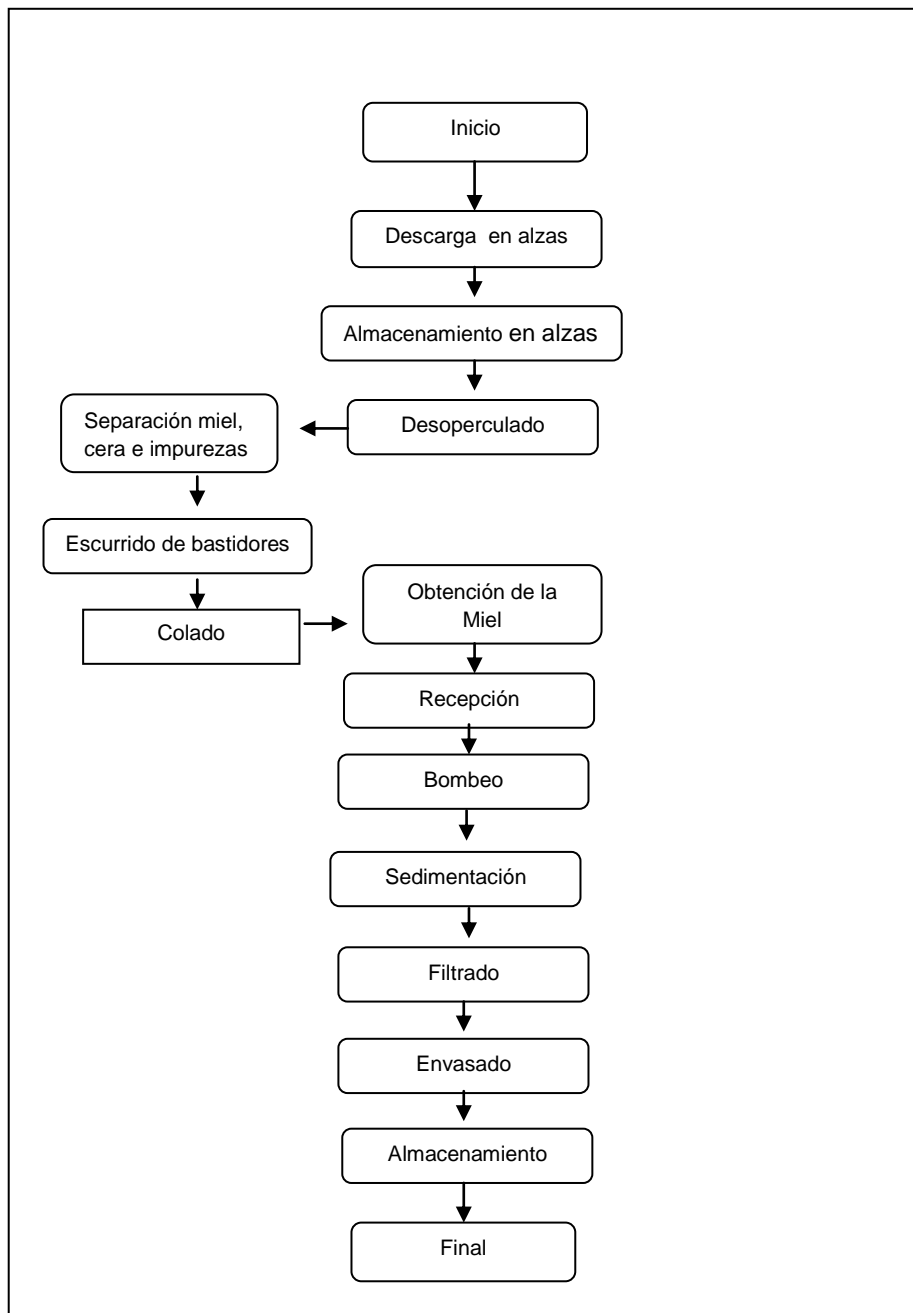 Inicio
Descarga en alzas
Almacenamiento en alzas
Desoperculado
Separación miel,
cera e impurezas
Escurrido de bastidores
Colado
Obtención de la
Miel
Recepción
Bombeo
Sedimentación
Filtrado
Envasado
Almacenamiento
Final